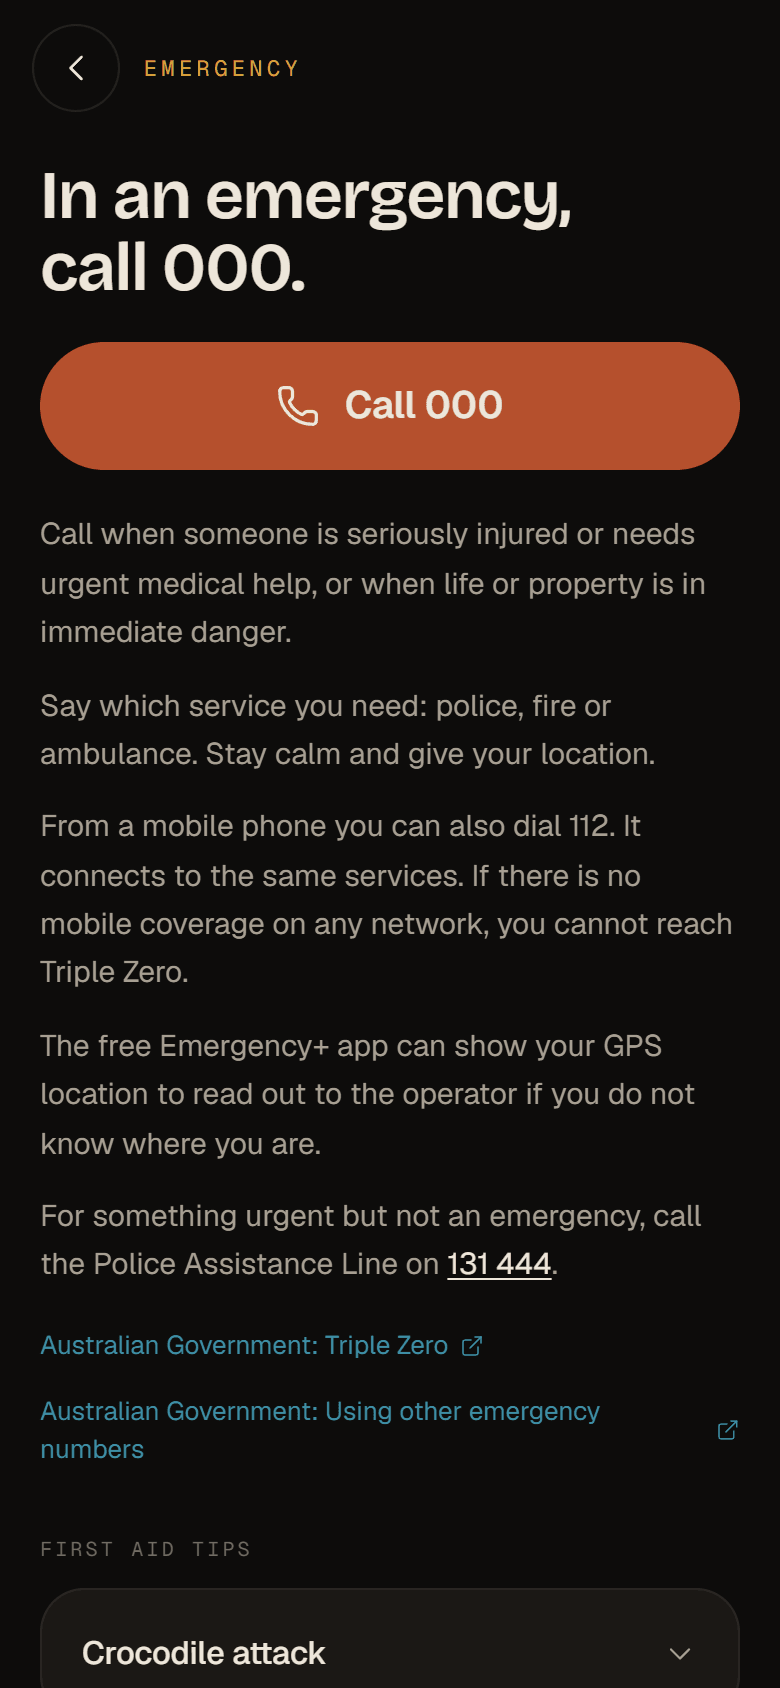 EMERGENCY
In an emergency,
call 000.
Call 000
Call when someone is seriously injured or needs
urgent medical help, or when life or property is in
immediate danger.
Say which service you need: police, fire or
ambulance. Stay calm and give your location.
From a mobile phone you can also dial 112. It
connects to the same services. If there is no
mobile coverage on any network, you cannot reach
Triple Zero.
The free Emergency+ app can show your GPS
location to read out to the operator if you do not
know where you are.
For something urgent but not an emergency, call
the Police Assistance Line on 131 444.
Australian Government: Triple Zero
Australian Government: Using other emergency
numbers
FIRST AID TIPS
Crocodile attack